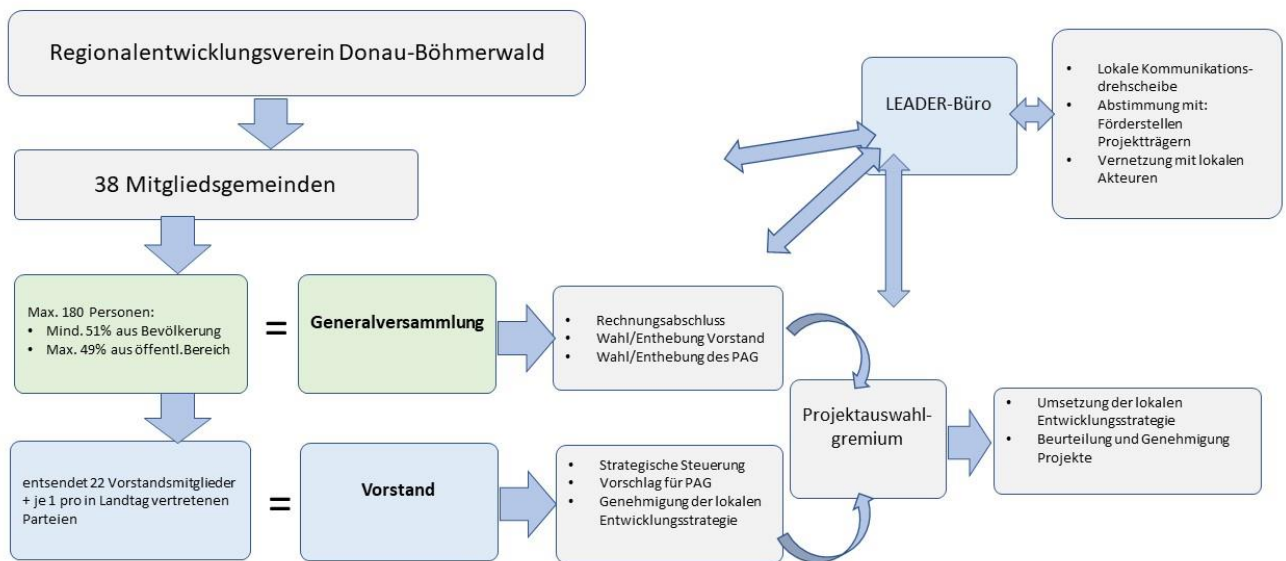 Regionalentwicklungsverein Donau-Böhmerwald
38 Mitgliedsgemeinden
LEADER-Büro
• Lokale Kommunikations-
drehscheibe
• Abstimmung mit:
Förderstellen
Projektträgern
• Vernetzung mit lokalen
Akteuren
Max. 180 Personen:
• Mind. 51% aus Bevölkerung
• Max. 49% aus öffentl.Bereich
=
Generalversammlung
• Rechnungsabschluss
• Wahl/Enthebung Vorstand
• Wahl/Enthebung des PAG
Projektauswahl-
gremium
• Umsetzung der lokalen
Entwicklungsstrategie
• Beurteilung und Genehmigung
Projekte
entsendet 22 Vorstandsmitglieder
+ je 1 pro in Landtag vertretenen
Parteien
=
Vorstand
• Strategische Steuerung
• Vorschlag für PAG
• Genehmigung der lokalen
Entwicklungsstrategie